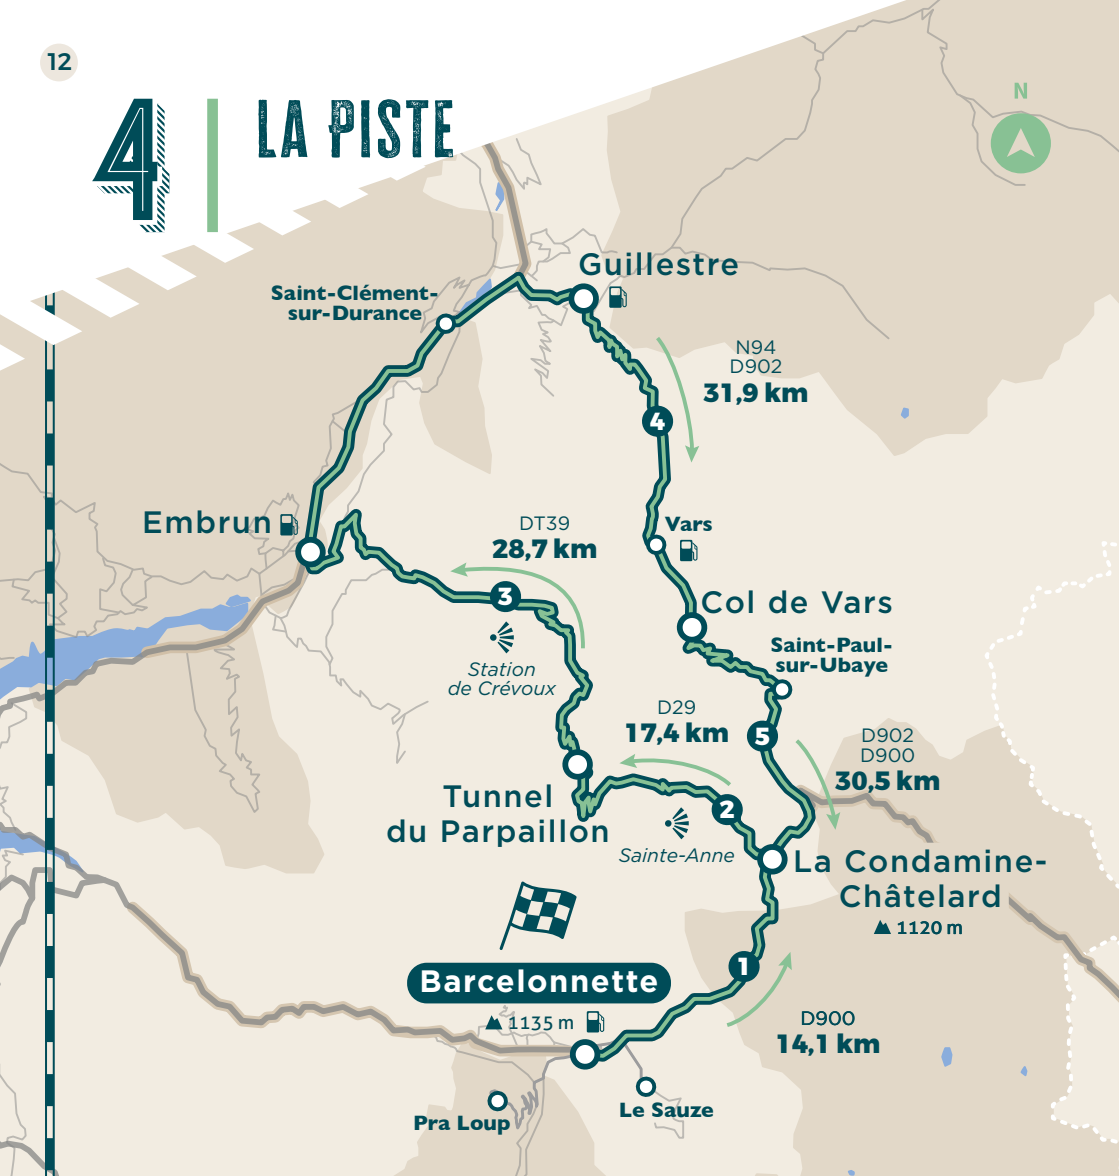 12
4
LA PISTE
N
Guillestre
Saint-Clément-
sur-Durance
N94
D902
31,9 km
4
Embrun
DT39
28,7 km
Vars
3
Col de Vars
Station
de Crévoux
Saint-Paul-
sur-Ubaye
D29
17,4 km
5
D902
D900
30,5 km
Tunnel
du Parpaillon
2
Sainte-Anne
La Condamine-
Châtelard
1120 m
1
Barcelonnette
1135 m
D900
14,1 km
Le Sauze
Pra Loup